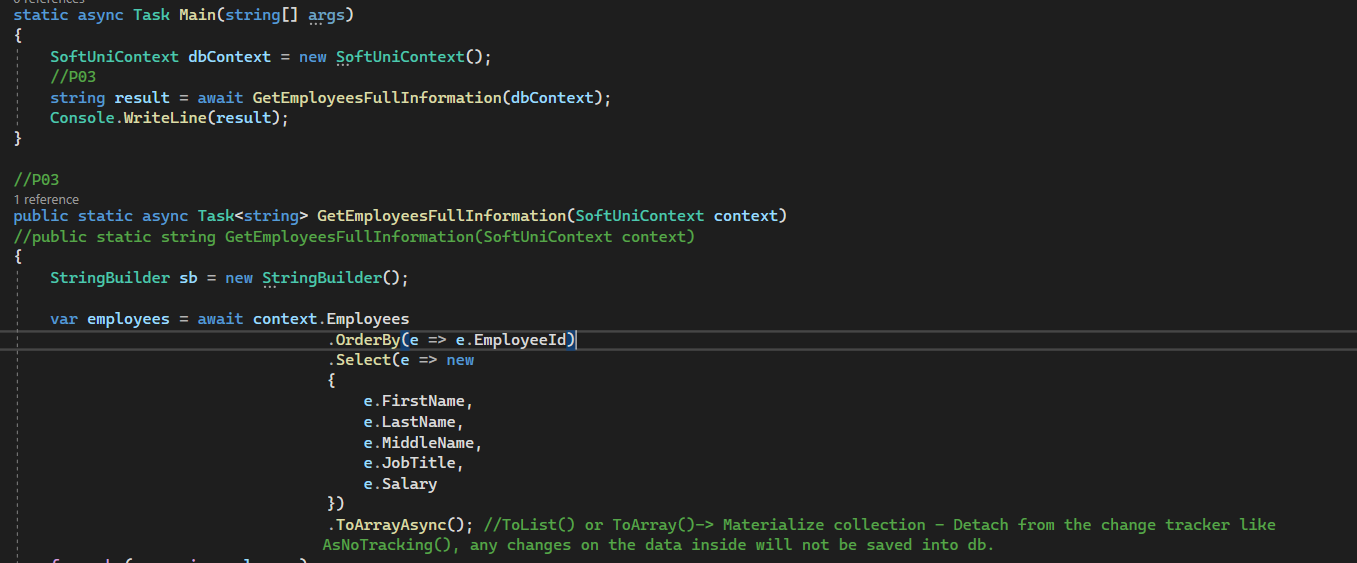 0 references
static async Task Main(string[] args)
{
SoftUniContext dbContext = new SoftUniContext();
//P03
string result = await GetEmployeesFullInformation(dbContext);
Console.WriteLine(result);
}
//P03
1 reference
public static async Task<string> GetEmployeesFullInformation(SoftUniContext context)
//public static string GetEmployeesFullInformation(SoftUniContext context)
{
StringBuilder sb = new StringBuilder();
var employees = await context.Employees
.OrderBy(e => e.EmployeeId)
.Select(e => new
{
e.FirstName,
e.LastName,
e.MiddleName,
e.JobTitle,
e.Salary
})
.ToArrayAsync(); //ToList() or ToArray()-> Materialize collection - Detach from the change tracker like
AsNoTracking(), any changes on the data inside will not be saved into db.